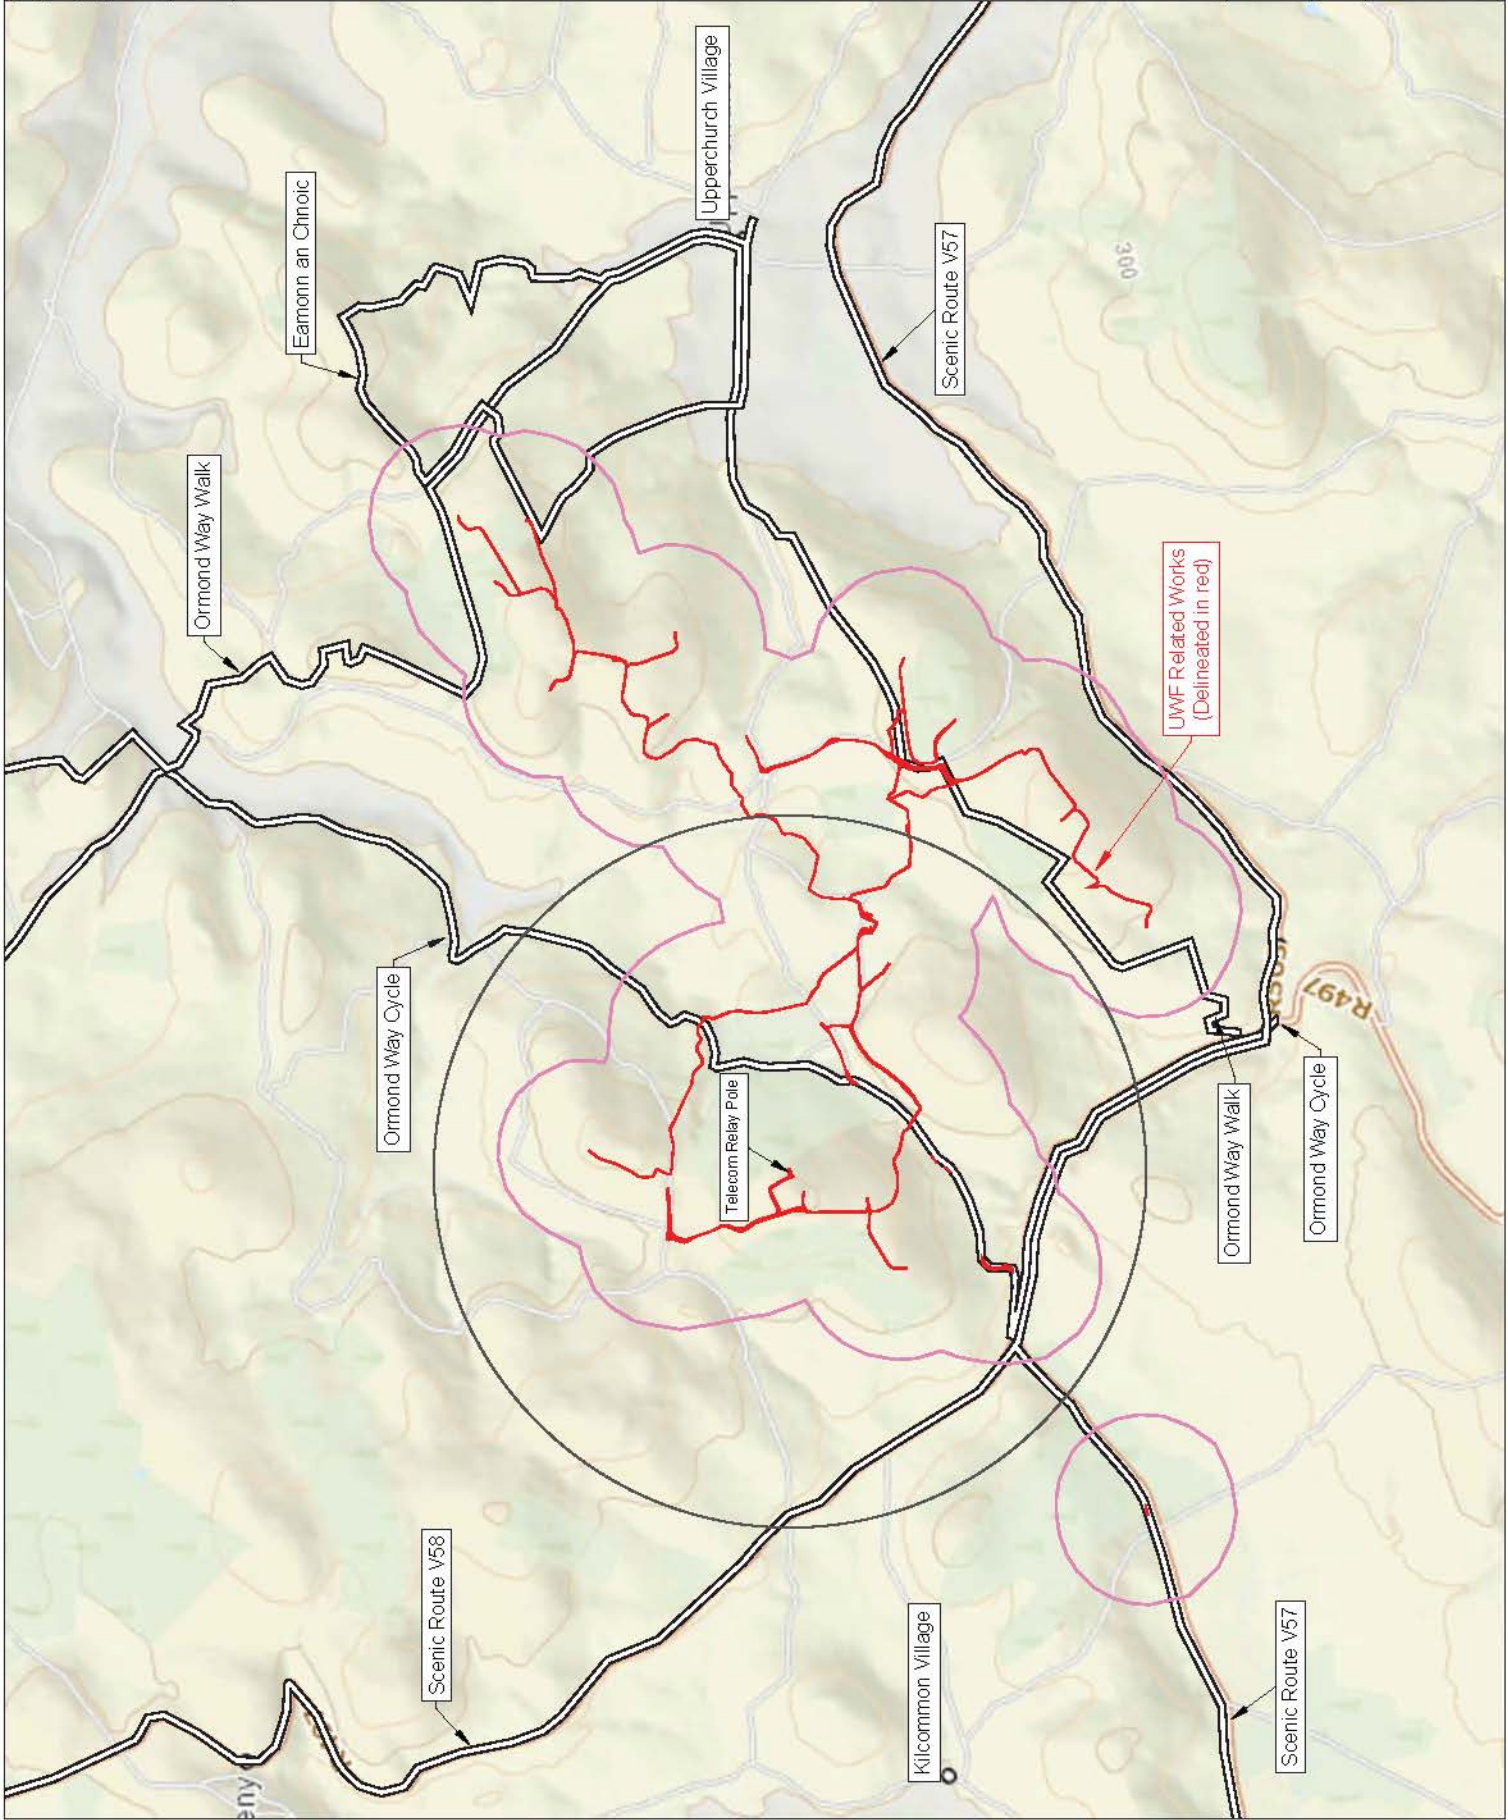 Upperchurch Village
Eamonn an Chnoic
Ormond Way Walk
Scenic Route V57
300
UWF Related Works
(Delineated in red)
Ormond Way Cycle
Telecom Relay Pole
R497
Ormond Way Walk
Ormond Way Cycle
Scenic Route V58
Kilcommon Village
Scenic Route V57